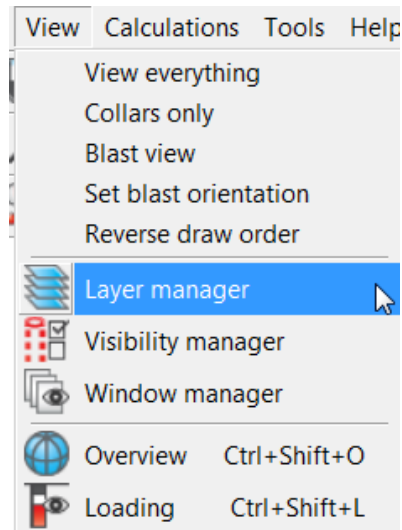 View Calculations Tools Help
View everything
Collars only
Blast view
Set blast orientation
Reverse draw order
Layer manager
Visibility manager
Window manager
Overview Ctrl+Shift+O
Loading Ctrl+Shift+L